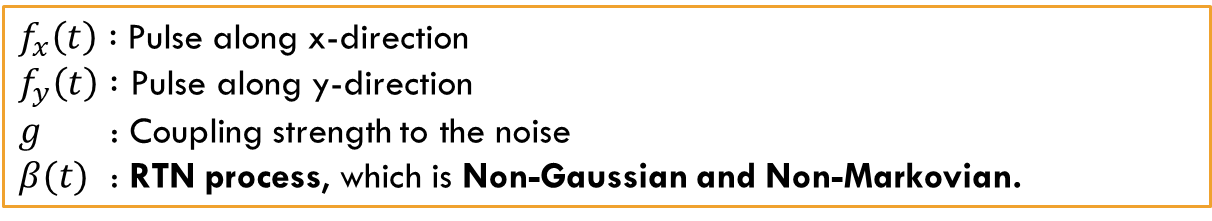 f_x(t) : Pulse along x-direction
f_y(t) : Pulse along y-direction
g : Coupling strength to the noise
β(t) : RTN process, which is Non-Gaussian and Non-Markovian.